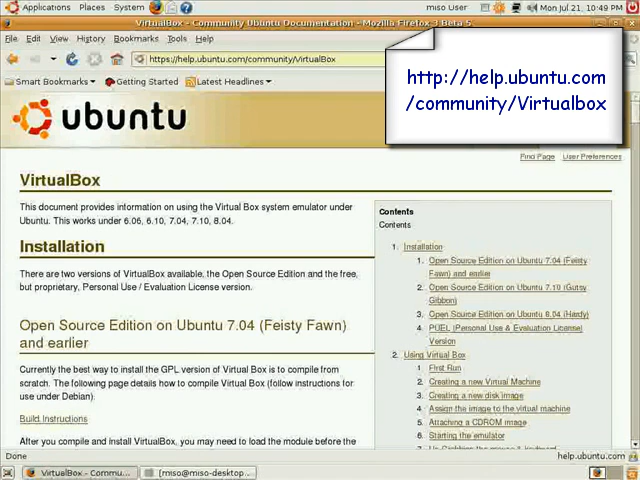 Applications Places System
miso User
Mon Jul 21, 10:49 PM
VirtualBox - Community Ubuntu Documentation - Mozilla Firefox 3 Beta 5
File Edit View History Bookmarks Tools Help
https://help.ubuntu.com/community/VirtualBox
Smart Bookmarks
Getting Started
Latest Headlines
http://help.ubuntu.com
/community/Virtualbox
ubuntu
Find Page User Preferences
VirtualBox
This document provides information on using the Virtual Box system emulator under
Ubuntu. This works under 6.06, 6.10, 7.04, 7.10, 8.04.
Installation
There are two versions of VirtualBox available, the Open Source Edition and the free,
but proprietary, Personal Use / Evaluation License version.
Open Source Edition on Ubuntu 7.04 (Feisty Fawn)
and earlier
Currently the best way to install the GPL version of Virtual Box is to compile from
scratch. The following page details how to compile Virtual Box (follow instructions for
use under Debian).
Build Instructions
After you compile and install VirtualBox, you may need to load the module before the
Contents
Contents
1. Installation
1. Open Source Edition on Ubuntu 7.04 (Feisty
Fawn) and earlier
2. Open Source Edition on Ubuntu 7.10 (Gutsy
Gibbon)
3. Open Source Edition on Ubuntu 8.04 (Hardy)
4. PUEL (Personal Use & Evaluation License)
Version
2. Using Virtual Box
1. First Run
2. Creating a new Virtual Machine
3. Creating a new disk image
4. Assign the image to the virtual machine
5. Attaching a CDROM image
6. Starting the emulator
Done
help.ubuntu.com
VirtualBox - Commu...
[miso@miso-desktop...